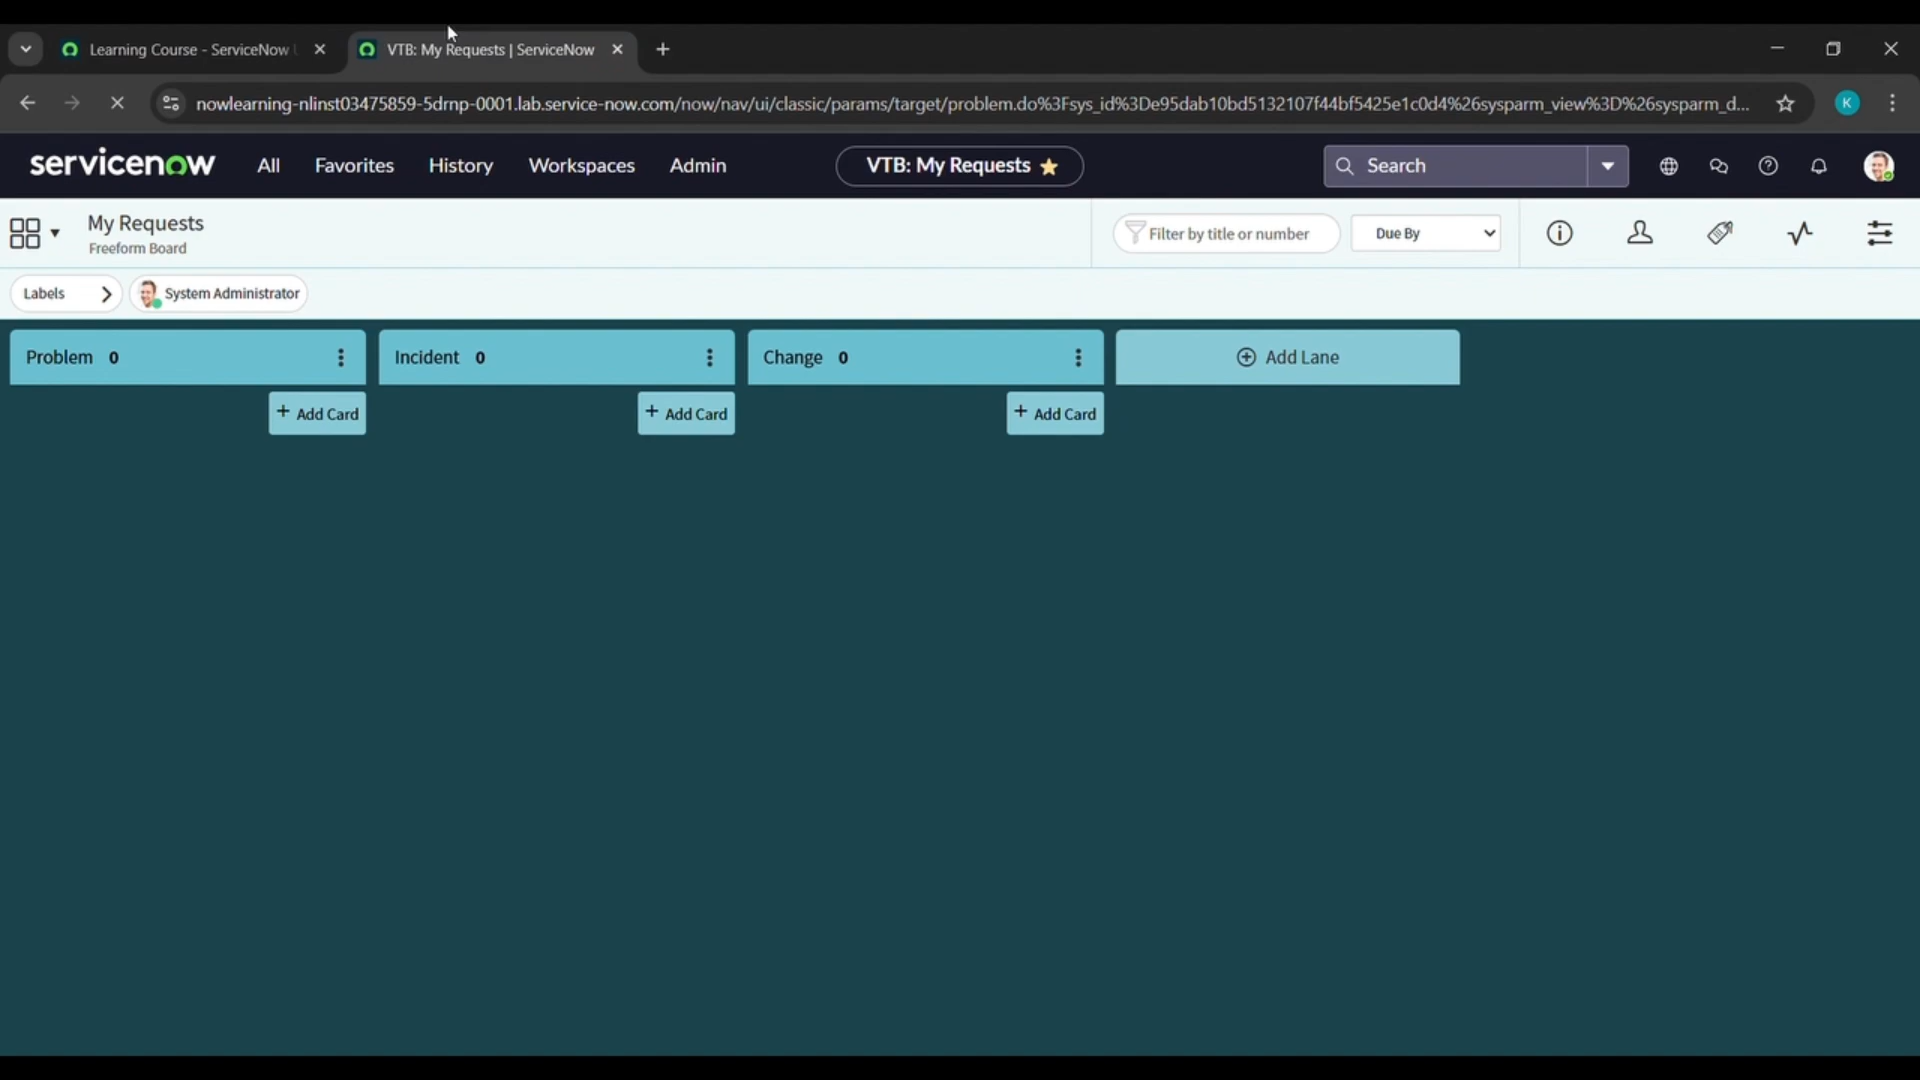 Learning Course - ServiceNow
VTB: My Requests | ServiceNow
nowlearning-nlinst03475859-5drnp-0001.lab.service-now.com/now/nav/ui/classic/params/target/problem.do%3Fsys_id%3De95dab10bd5132107f44bf5425e1c0d4%26sysparm_view%3D%26sysparm_d...
K
servicenow
All
Favorites
History
Workspaces
Admin
VTB: My Requests
Search
My Requests
Freeform Board
Filter by title or number
Due By
Labels
System Administrator
Problem 0
Incident 0
Change 0
Add Lane
+ Add Card
+ Add Card
+ Add Card